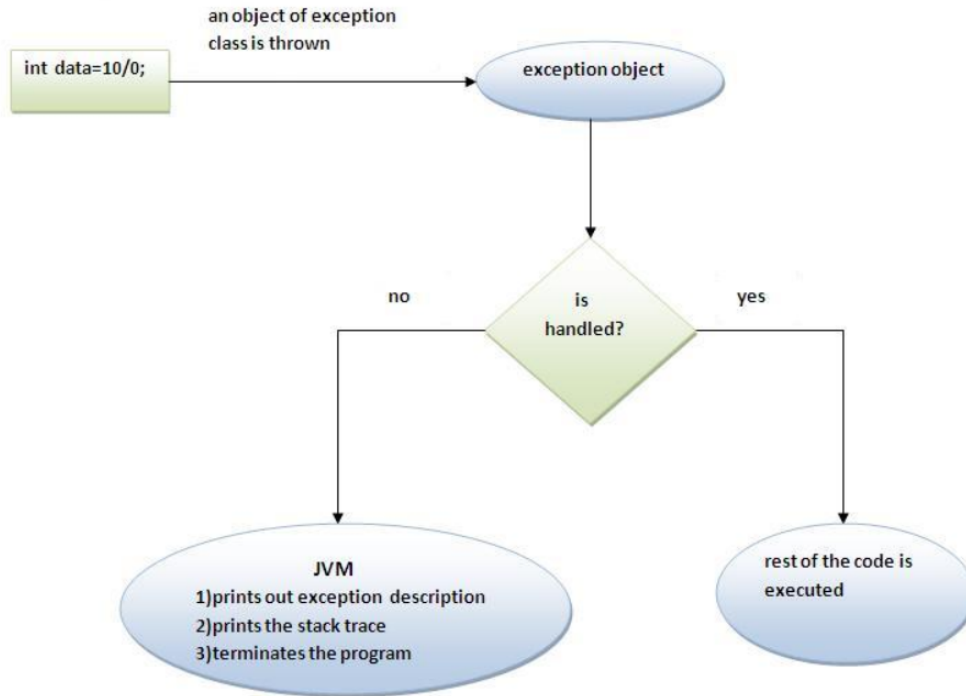 an object of exception
class is thrown
int data=10/0;
exception object
no
is
handled?
yes
JVM
1)prints out exception description
2)prints the stack trace
3)terminates the program
rest of the code is
executed